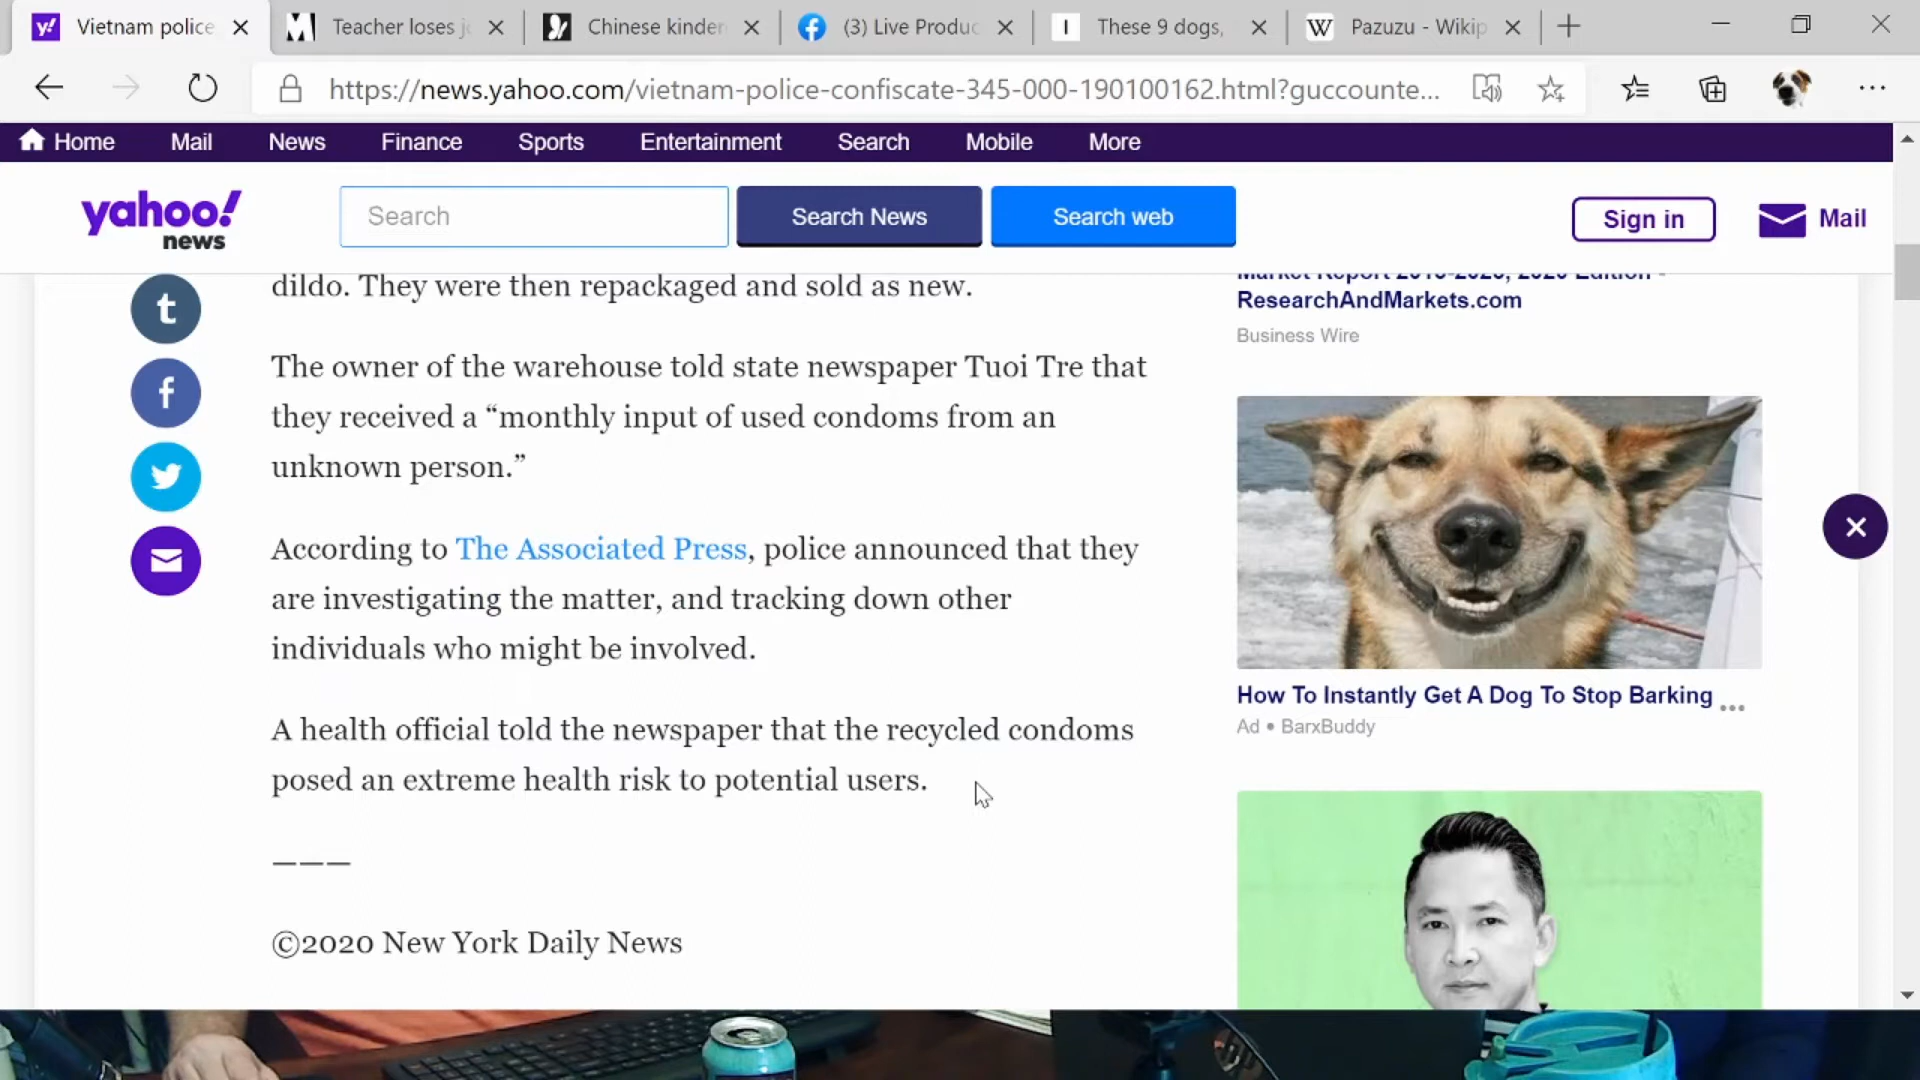 Vietnam police
Teacher loses j
Chinese kinder
(3) Live Produc
These 9 dogs,
Pazuzu - Wikip
https://news.yahoo.com/vietnam-police-confiscate-345-000-190100162.html?guccounte...
Home
Mail
News
Finance
Sports
Entertainment
Search
Mobile
More
yahoo!
news
Search
Search News
Search web
Sign in
Mail
dildo. They were then repackaged and sold as new.
The owner of the warehouse told state newspaper Tuoi Tre that
they received a “monthly input of used condoms from an
unknown person.”
According to The Associated Press, police announced that they
are investigating the matter, and tracking down other
individuals who might be involved.
A health official told the newspaper that the recycled condoms
posed an extreme health risk to potential users.
———
©2020 New York Daily News
ResearchAndMarkets.com
Business Wire
How To Instantly Get A Dog To Stop Barking
Ad • BarxBuddy